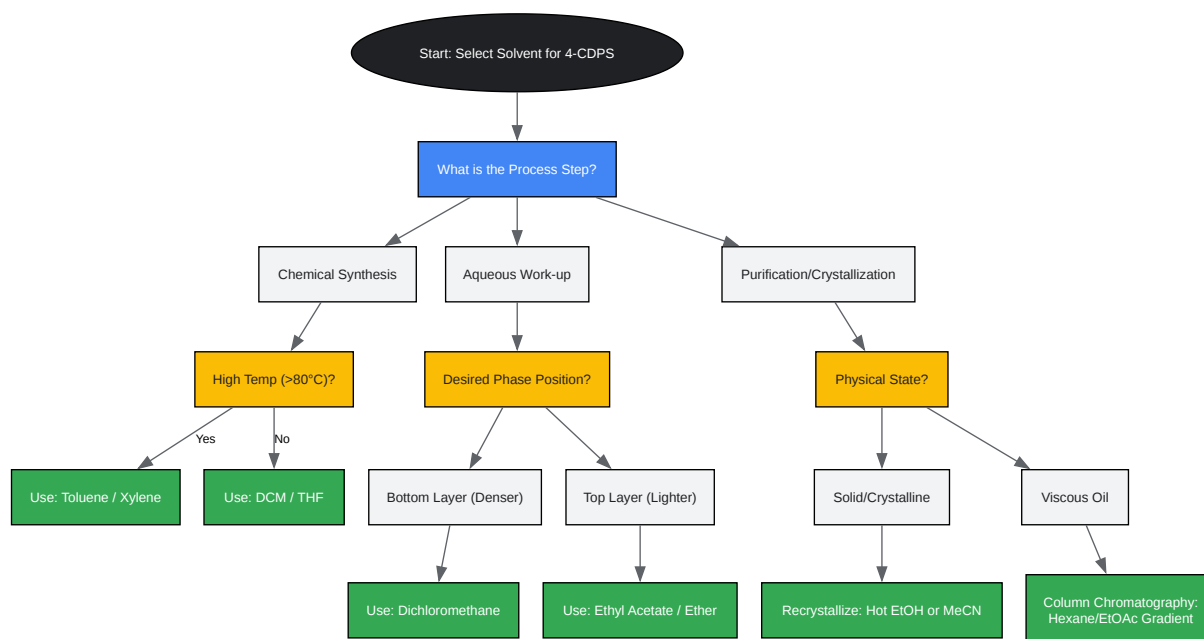 Start: Select Solvent for 4-CDPS
What is the Process Step?
Chemical Synthesis
Aqueous Work-up
Purification/Crystallization
High Temp (>80°C)?
Desired Phase Position?
Physical State?
Yes
No
Use: Toluene / Xylene
Use: DCM / THF
Bottom Layer (Denser)
Top Layer (Lighter)
Solid/Crystalline
Viscous Oil
Use: Dichloromethane
Use: Ethyl Acetate / Ether
Recrystallize: Hot EtOH or MeCN
Column Chromatography:
Hexane/EtOAc Gradient